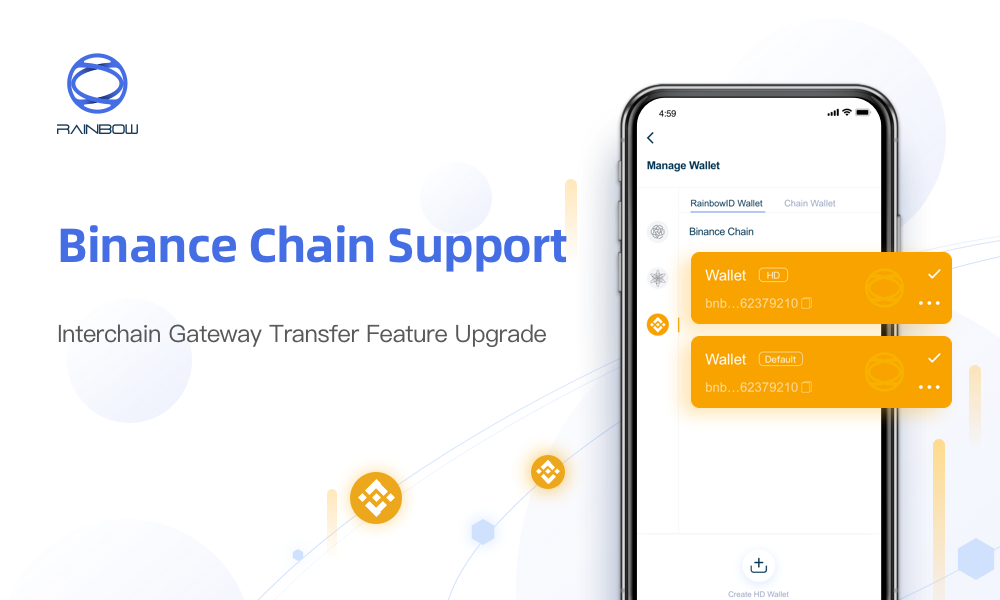 RAINBOW
Binance Chain Support
Interchain Gateway Transfer Feature Upgrade
4:59
Manage Wallet
RainbowID Wallet Chain Wallet
Binance Chain
Wallet HD
bnb...62379210
Wallet Default
bnb...62379210
Create HD Wallet